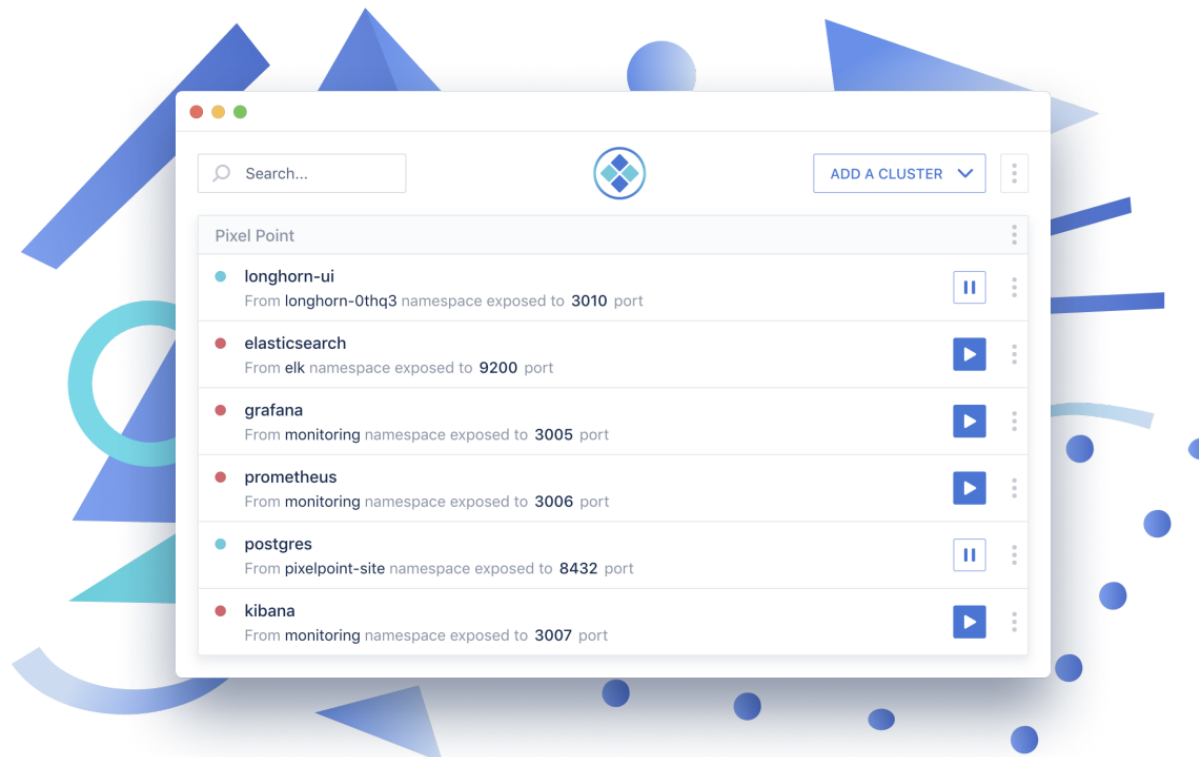 Search...
ADD A CLUSTER
Pixel Point
longhorn-ui
From longhorn-0thq3 namespace exposed to 3010 port
elasticsearch
From elk namespace exposed to 9200 port
grafana
From monitoring namespace exposed to 3005 port
prometheus
From monitoring namespace exposed to 3006 port
postgres
From pixelpoint-site namespace exposed to 8432 port
kibana
From monitoring namespace exposed to 3007 port